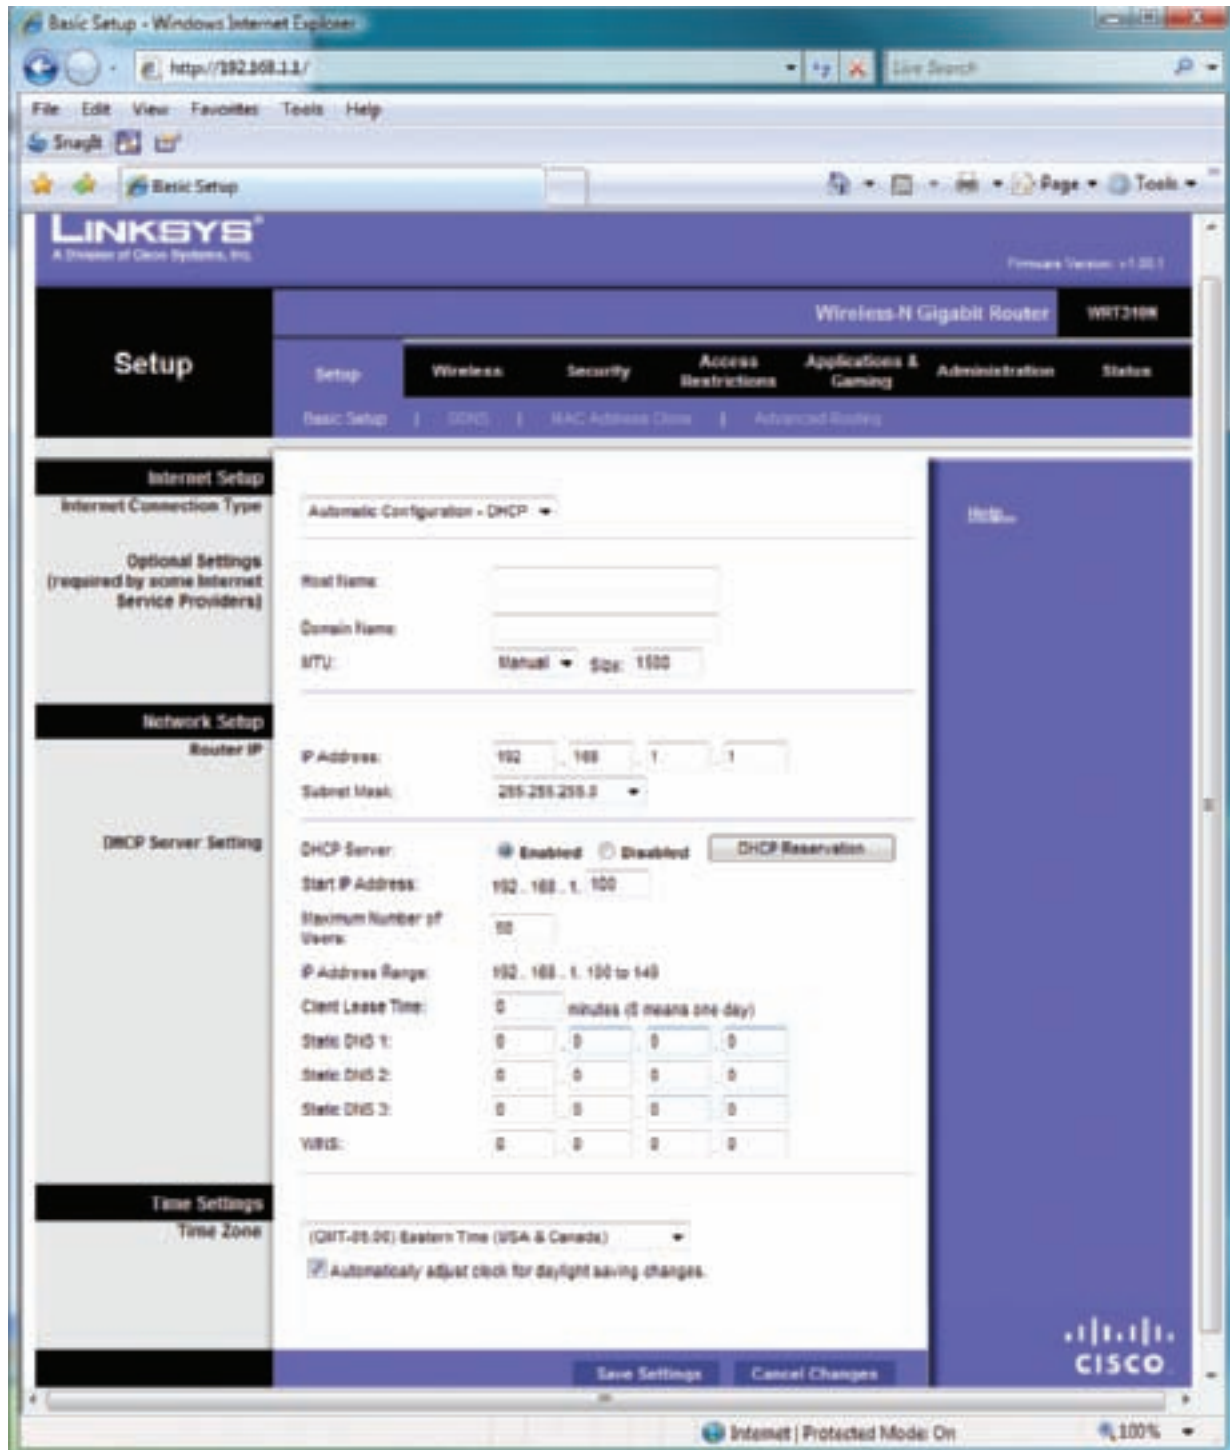 Basic Setup - Windows Internet Explorer
http://192.168.1.1/
Live Search
File Edit View Favorites Tools Help
SnagIt
Basic Setup
Page Tools
LINKSYS®
A Division of Cisco Systems, Inc.
Firmware Version: v1.00.1
Wireless-N Gigabit Router WRT310N
Setup
Setup Wireless Security Access Restrictions Applications & Gaming Administration Status
Basic Setup | DDNS | MAC Address Clone | Advanced Routing
Internet Setup
Internet Connection Type
Automatic Configuration - DHCP
Help...
Optional Settings
(required by some Internet
Service Providers)
Host Name:
Domain Name:
MTU: Manual Size: 1500
Network Setup
Router IP
IP Address: 192 . 168 . 1 . 1
Subnet Mask: 255.255.255.0
DHCP Server Setting
DHCP Server: Enabled Disabled DHCP Reservation
Start IP Address: 192 . 168 . 1. 100
Maximum Number of
Users: 50
IP Address Range: 192 . 168 . 1. 100 to 149
Client Lease Time: 0 minutes (0 means one day)
Static DNS 1: 0 . 0 . 0 . 0
Static DNS 2: 0 . 0 . 0 . 0
Static DNS 3: 0 . 0 . 0 . 0
WINS: 0 . 0 . 0 . 0
Time Settings
Time Zone
(GMT-05:00) Eastern Time (USA & Canada)
Automatically adjust clock for daylight saving changes.
Save Settings Cancel Changes
CISCO
Internet | Protected Mode: On 100%